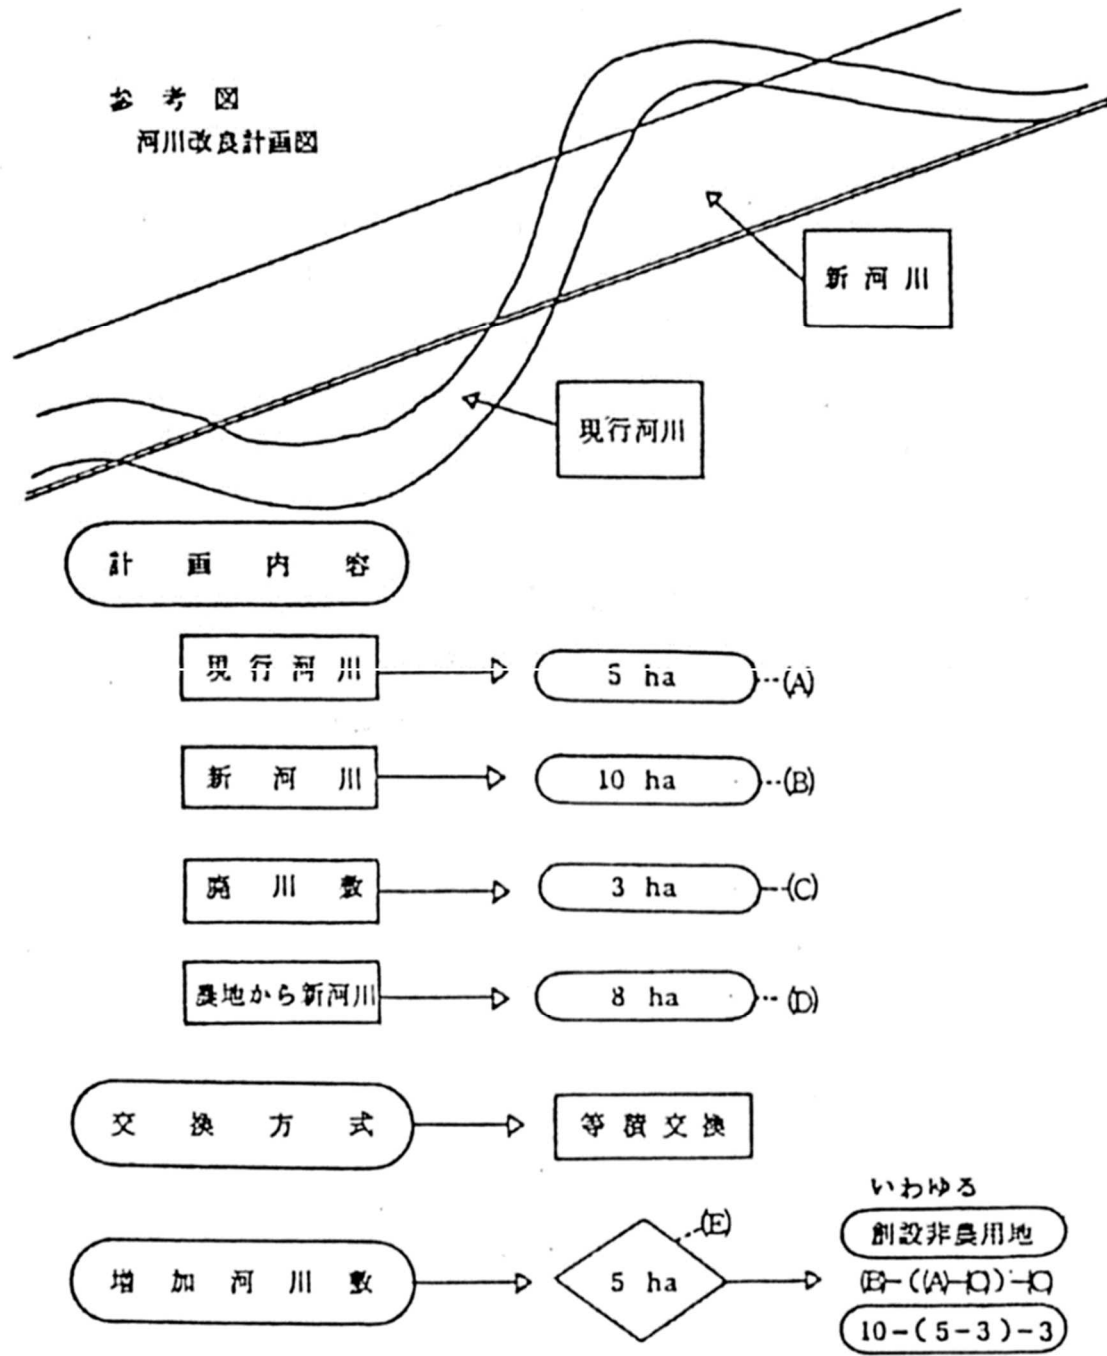 参考図
河川改良計画図
新河川
現行河川
計画内容
現行河川
5 ha
(A)
新河川
10 ha
(B)
廃川敷
3 ha
(C)
農地から新河川
8 ha
(D)
交換方式
等積交換
いわゆる
増加河川敷
5 ha
(E)
創設非農用地
(B)-((A)-(C))-(C)
10-(5-3)-3